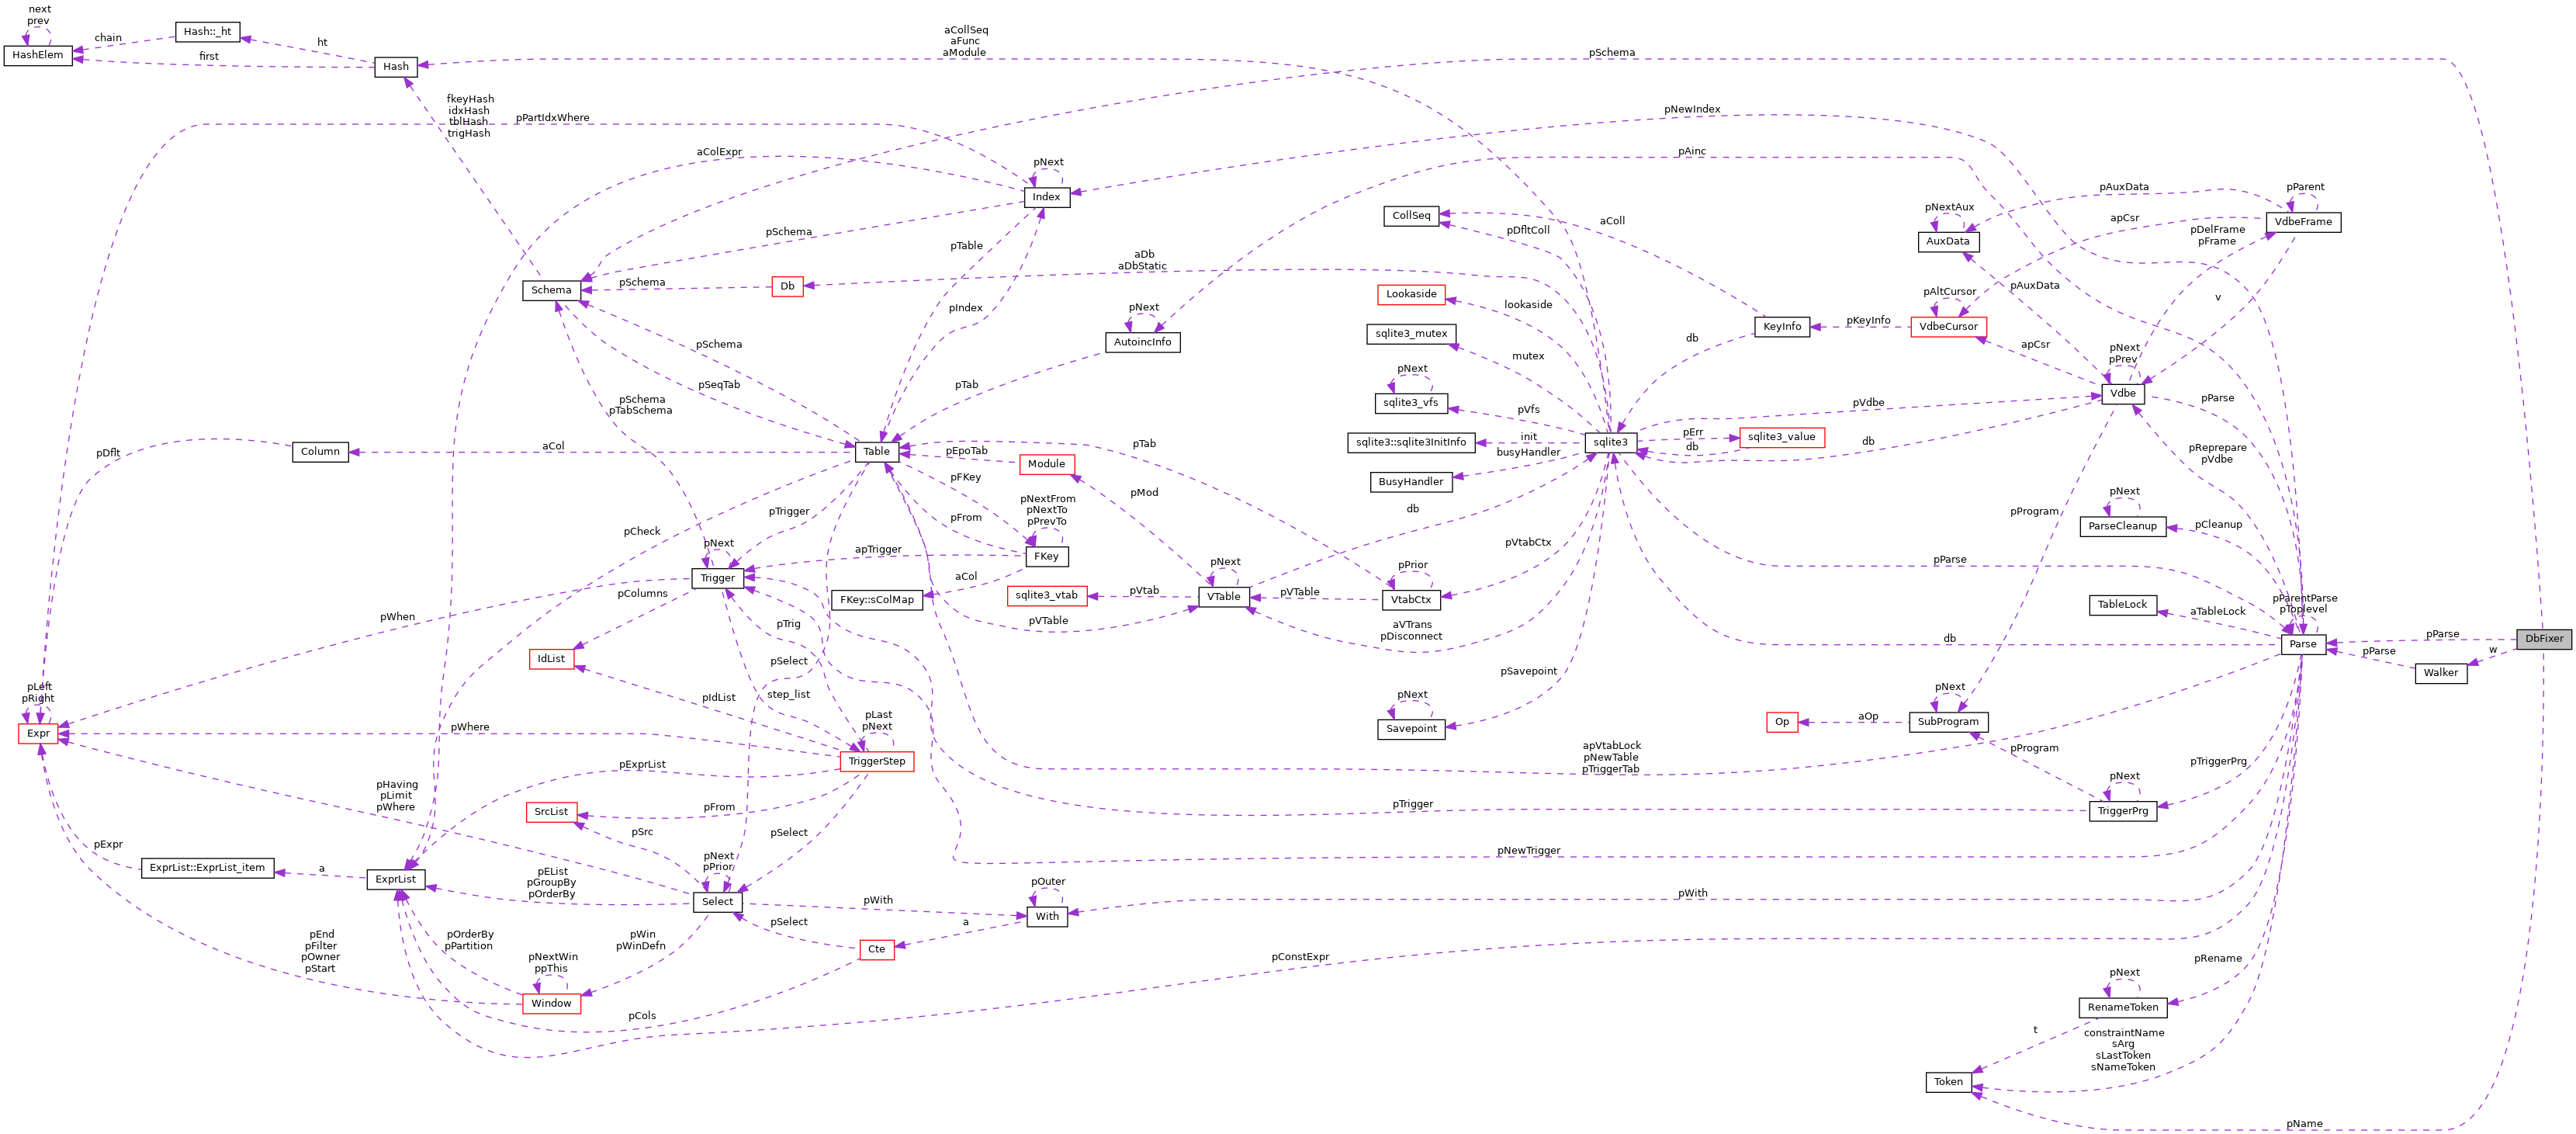 next
prev
HashElem
chain
first
Hash::_ht
ht
Hash
aCollSeq
aFunc
aModule
pSchema
fkeyHash
idxHash
tblHash
trigHash
pPartIdxWhere
aColExpr
pNewIndex
pNext
Index
pAinc
pSchema
pTable
pIndex
Schema
pSchema
Db
aDb
aDbStatic
pNext
AutoincInfo
pSchema
pSeqTab
pTab
pSchema
pTabSchema
CollSeq
aColl
pDfltColl
Lookaside
lookaside
sqlite3_mutex
mutex
pNext
sqlite3_vfs
pVfs
sqlite3::sqlite3InitInfo
init
busyHandler
BusyHandler
sqlite3
pErr
db
sqlite3_value
KeyInfo
db
pKeyInfo
pAltCursor
VdbeCursor
pNextAux
AuxData
pAuxData
apCsr
pParent
VdbeFrame
pDelFrame
pFrame
pAuxData
v
apCsr
pNext
pPrev
Vdbe
pVdbe
db
pParse
pReprepare
pVdbe
pProgram
pNext
ParseCleanup
pCleanup
pParse
TableLock
aTableLock
pParentParse
pToplevel
Parse
pParse
DbFixer
pParse
Walker
w
db
pDflt
Column
aCol
Table
pEpoTab
Module
pTab
pFKey
pNextFrom
pNextTo
pPrevTo
pFrom
FKey
pMod
db
pTrigger
pCheck
pNext
Trigger
apTrigger
aCol
FKey::sColMap
sqlite3_vtab
pVtab
pNext
VTable
pVTable
pPrior
VtabCtx
pVtabCtx
pVTable
aVTrans
pDisconnect
pWhen
pColumns
IdList
pTrig
pSelect
pIdList
step_list
pSavepoint
pNext
Savepoint
pLeft
pRight
Expr
pWhere
pLast
pNext
TriggerStep
Op
aOp
pNext
SubProgram
pProgram
apVtabLock
pNewTable
pTriggerTab
pTriggerPrg
pNext
TriggerPrg
pExprList
pHaving
pLimit
pWhere
SrcList
pFrom
pSrc
pSelect
pTrigger
pExpr
ExprList::ExprList_item
a
ExprList
pNext
pPrior
Select
pEList
pGroupBy
pOrderBy
pNewTrigger
pWith
pOuter
With
pWith
a
Cte
pSelect
pEnd
pFilter
pOwner
pStart
pOrderBy
pPartition
pWin
pWinDefn
pNextWin
ppThis
Window
pCols
pConstExpr
pRename
pNext
RenameToken
t
constraintName
sArg
sLastToken
sNameToken
Token
pName